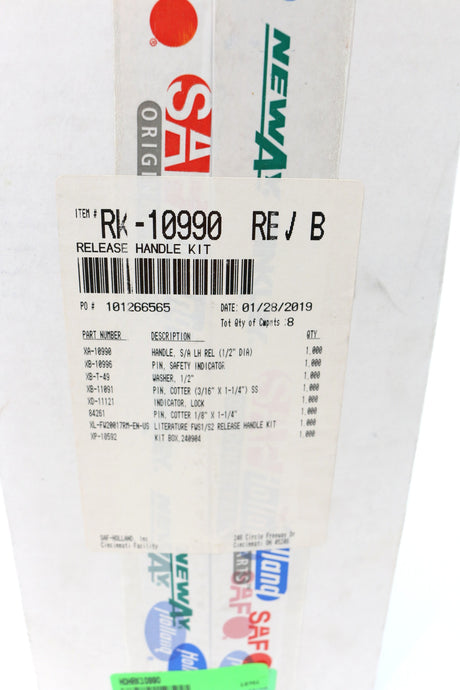 SA
ORIG
NEWAY
ITEM # RK-10990 REV B
RELEASE HANDLE KIT
PO # 101266565 DATE: 01/28/2019
Tot Qty of Cmpnts :8
PART NUMBER DESCRIPTION QTY
XA-10990 HANDLE, S/A LH REL (1/2" DIA) 1.000
XB-10996 PIN, SAFETY INDICATOR 1.000
XB-T-49 WASHER, 1/2" 1.000
XB-11091 PIN, COTTER (3/16" X 1-1/4") SS 1.000
XD-11121 INDICATOR, LOCK 1.000
84261 PIN, COTTER 1/8" X 1-1/4" 1.000
XL-FW20017RM-EN-US LITERATURE FWS1/S2 RELEASE HANDLE KIT 1.000
XP-10592 KIT BOX,240904 1.000
SAF-HOLLAND, Inc 246 Circle Freeway Dr
Cincinnati Facility Cincinnati OH
NEWAY
Holland
SAF
HOHRK10990